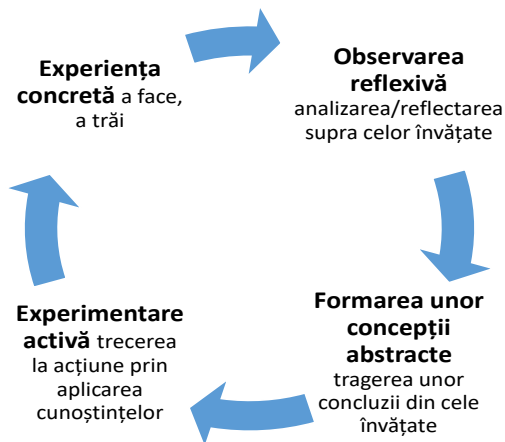 Experiența
concretă a face,
a trăi
Observarea
reflexivă
analizarea/reflectarea
supra celor învățate
Formarea unor
concepții
abstracte
tragerea unor
concluzii din cele
învățate
Experimentare
activă trecerea
la acțiune prin
aplicarea
cunoștințelor